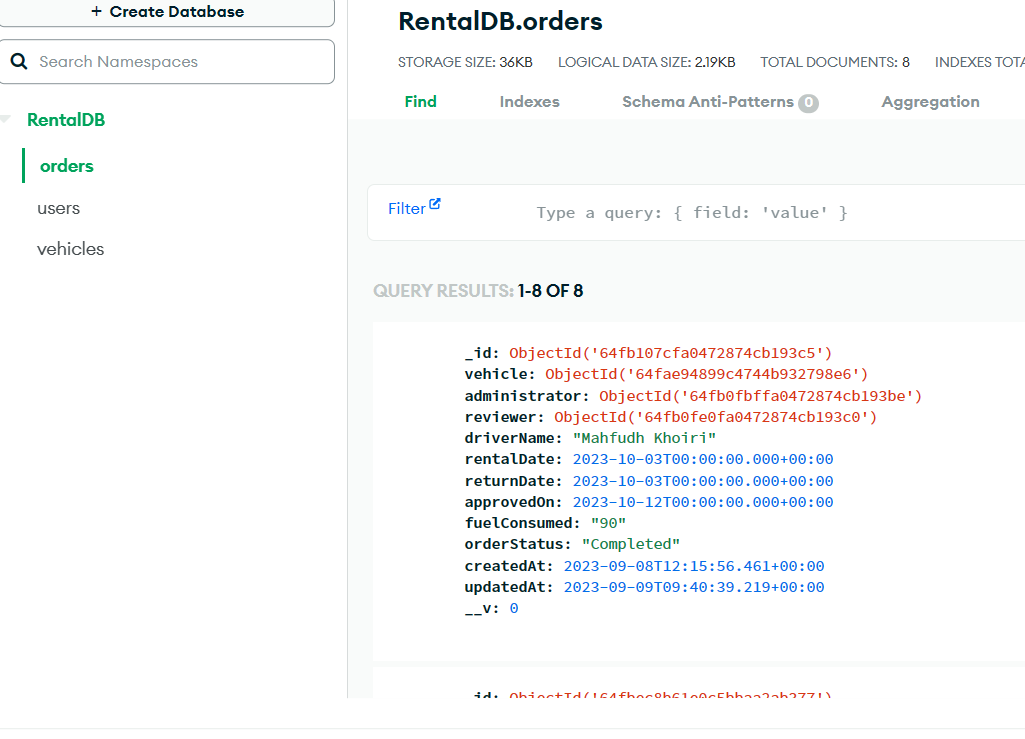 + Create Database
Search Namespaces
RentalDB
orders
users
vehicles
RentalDB.orders
STORAGE SIZE: 36KB LOGICAL DATA SIZE: 2.19KB TOTAL DOCUMENTS: 8 INDEXES TOTA
Find Indexes Schema Anti-Patterns 0 Aggregation
Filter Type a query: { field: 'value' }
QUERY RESULTS: 1-8 OF 8
_id: ObjectId('64fb107cfa0472874cb193c5')
vehicle: ObjectId('64fae94899c4744b932798e6')
administrator: ObjectId('64fb0fbffa0472874cb193be')
reviewer: ObjectId('64fb0fe0fa0472874cb193c0')
driverName: "Mahfudh Khoiri"
rentalDate: 2023-10-03T00:00:00.000+00:00
returnDate: 2023-10-03T00:00:00.000+00:00
approvedOn: 2023-10-12T00:00:00.000+00:00
fuelConsumed: "90"
orderStatus: "Completed"
createdAt: 2023-09-08T12:15:56.461+00:00
updatedAt: 2023-09-09T09:40:39.219+00:00
__v: 0